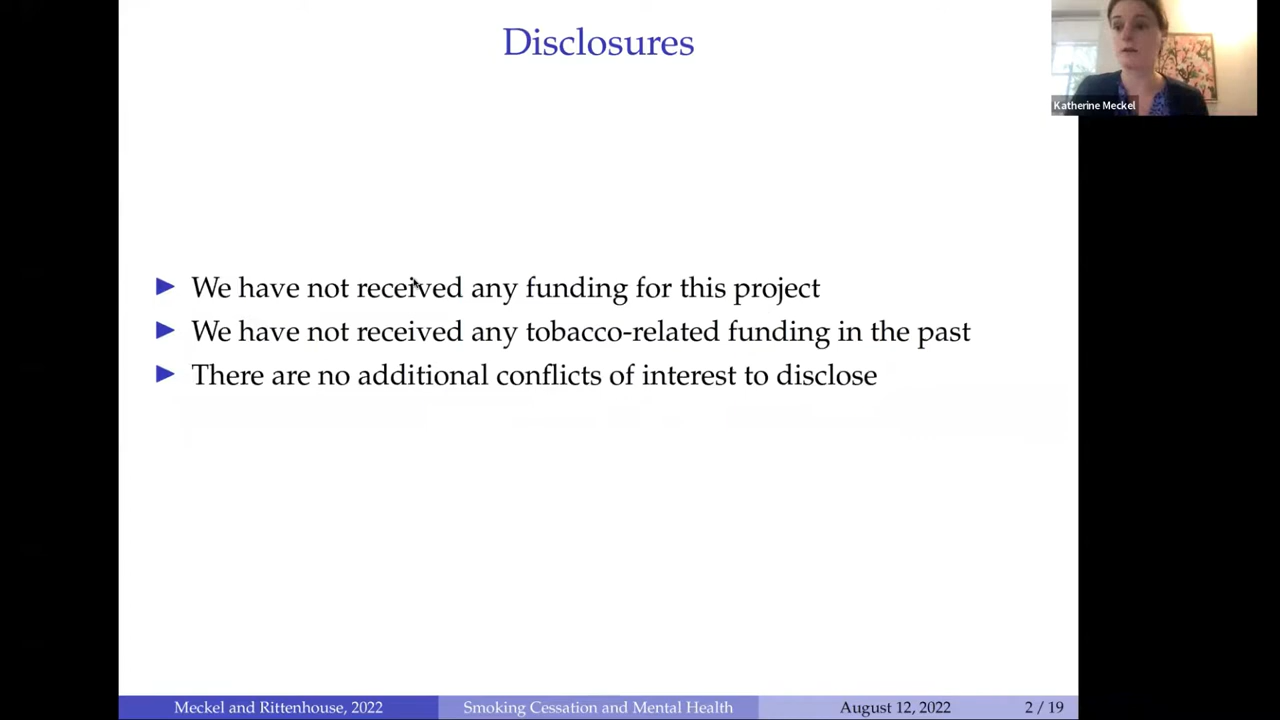 Disclosures
Katherine Meckel
We have not received any funding for this project
We have not received any tobacco-related funding in the past
There are no additional conflicts of interest to disclose
Meckel and Rittenhouse, 2022
Smoking Cessation and Mental Health
August 12, 2022
2 / 19